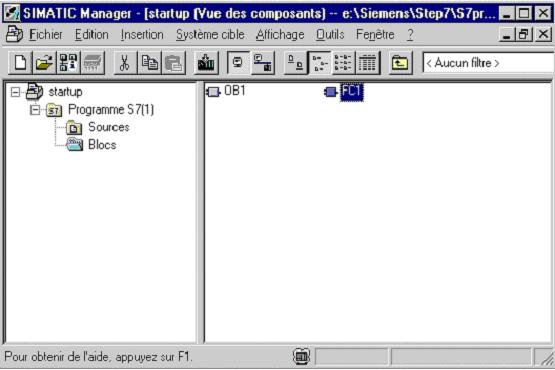 SIMATIC Manager - [startup (Vue des composants) -- e:\Siemens\Step7\S7pr...
Fichier Edition Insertion Système cible Affichage Outils Fenêtre ?
< Aucun filtre >
startup
Programme S7(1)
Sources
Blocs
OB1 FC1
Pour obtenir de l'aide, appuyez sur F1.